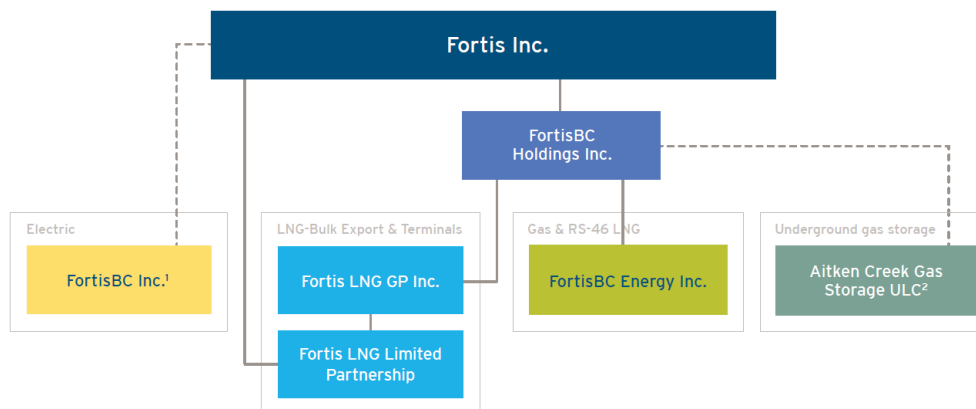 Fortis Inc.
FortisBC
Holdings Inc.
Electric
LNG-Bulk Export & Terminals
Gas & RS-46 LNG
Underground gas storage
FortisBC Inc.¹
Fortis LNG GP Inc.
FortisBC Energy Inc.
Aitken Creek Gas
Storage ULC²
Fortis LNG Limited
Partnership